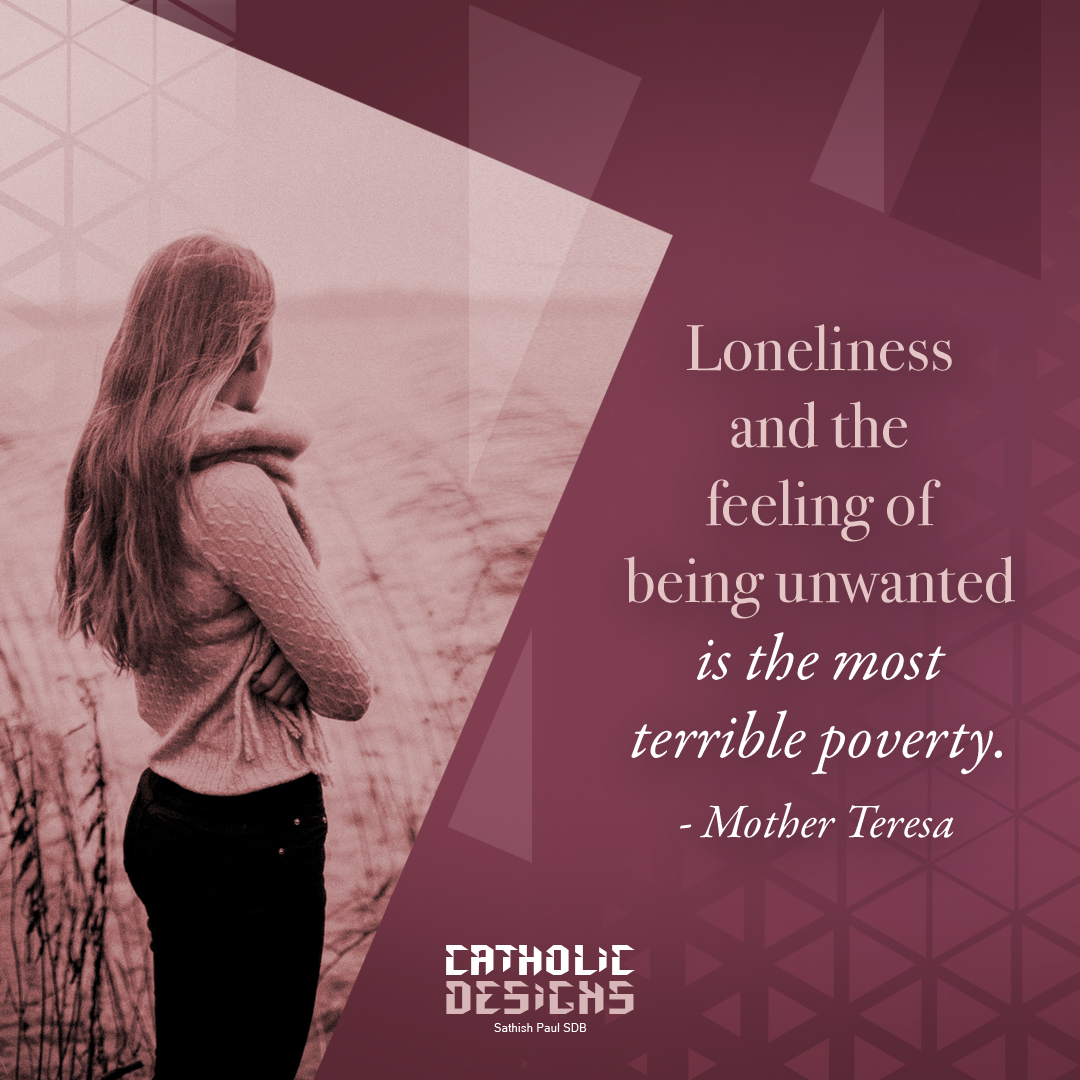 Loneliness
and the
feeling of
being unwanted
is the most
terrible poverty.
- Mother Teresa
CATHOLIC
DESIGNS
Sathish Paul SDB